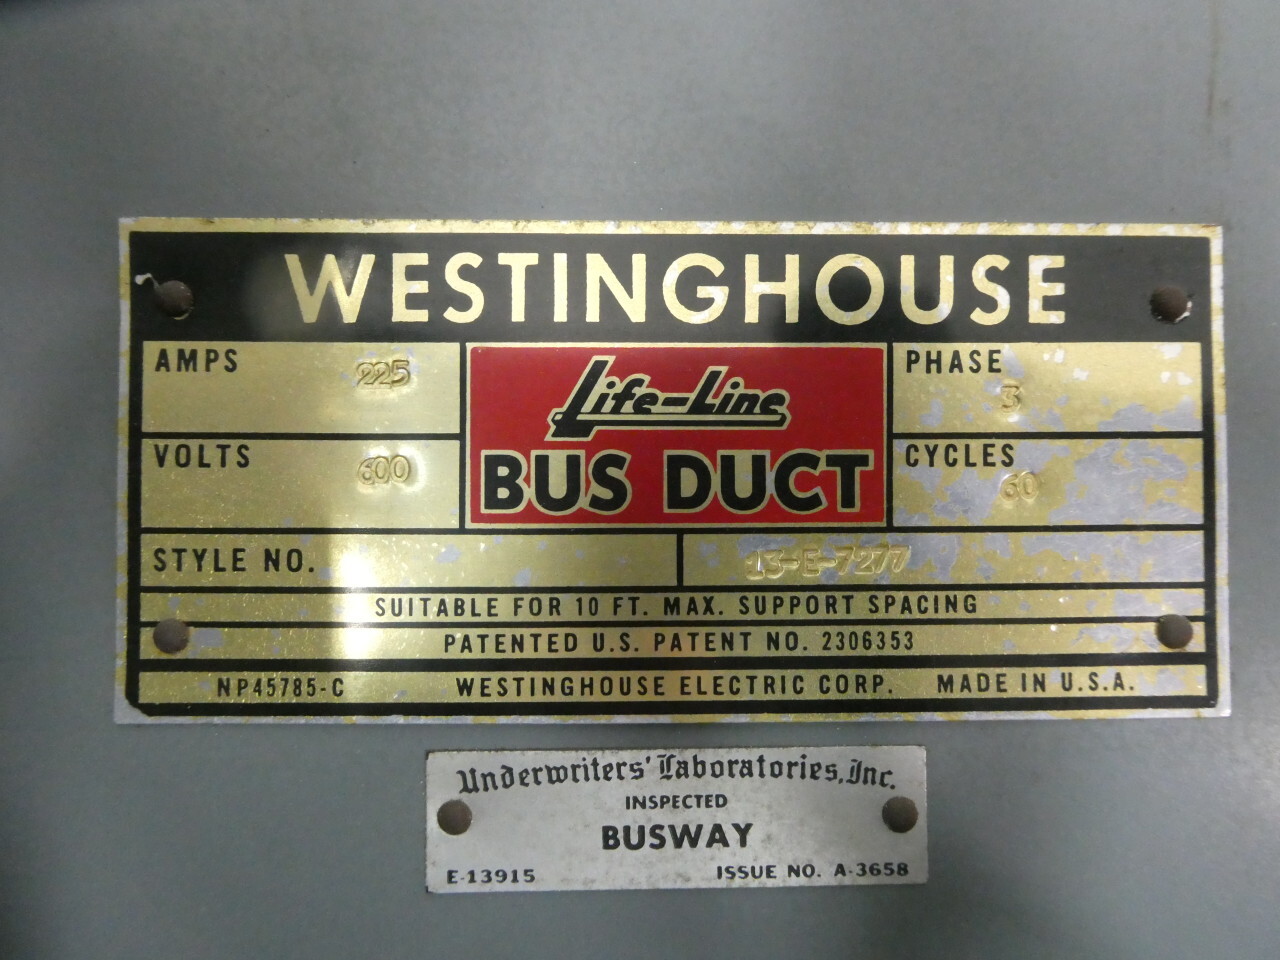 WESTINGHOUSE
AMPS 225
VOLTS 600
Life-Line
BUS DUCT
PHASE 3
CYCLES 60
STYLE NO. 13-E-7277
SUITABLE FOR 10 FT. MAX. SUPPORT SPACING
PATENTED U.S. PATENT NO. 2306353
NP45785-C WESTINGHOUSE ELECTRIC CORP. MADE IN U.S.A.
Underwriters' Laboratories, Inc.
INSPECTED
BUSWAY
E-13915 ISSUE NO. A-3658